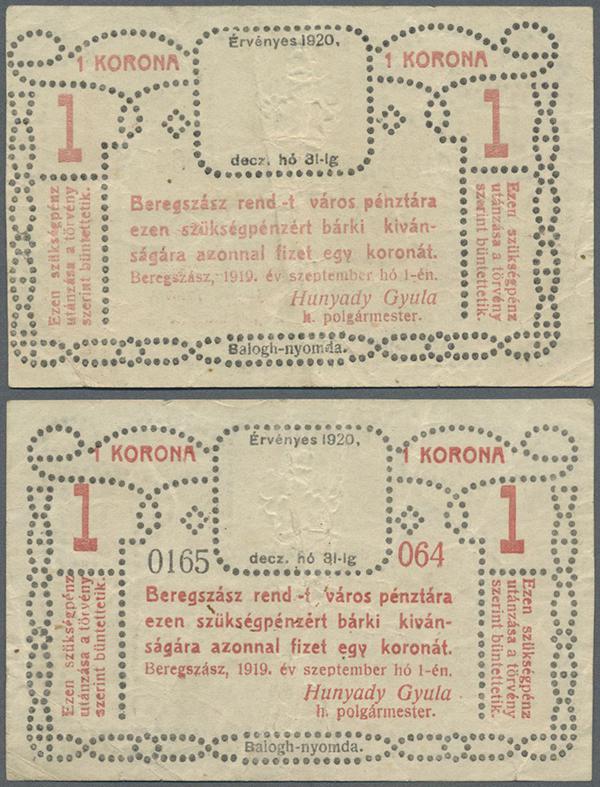 Érvényes 1920,
1 KORONA 1 KORONA
1 1
decz. hó 31-ig
Beregszász rend-t város pénztára
ezen szükségpénzért bárki kiván-
ságára azonnal fizet egy koronát.
Beregszász, 1919. év szeptember hó 1-én.
Hunyady Gyula
h. polgármester.
Ezen szükségpénz
utánzása a törvény
szerint büntettetik.
Ezen szükségpénz
utánzása a törvény
szerint büntettetik.
Balogh-nyomda.
Érvényes 1920,
1 KORONA 1 KORONA
1 1
0165 decz. hó 31-ig 064
Beregszász rend-t város pénztára
ezen szükségpénzért bárki kiván-
ságára azonnal fizet egy koronát.
Beregszász, 1919. év szeptember hó 1-én.
Hunyady Gyula
h. polgármester.
Ezen szükségpénz
utánzása a törvény
szerint büntettetik.
Ezen szükségpénz
utánzása a törvény
szerint büntettetik.
Balogh-nyomda.